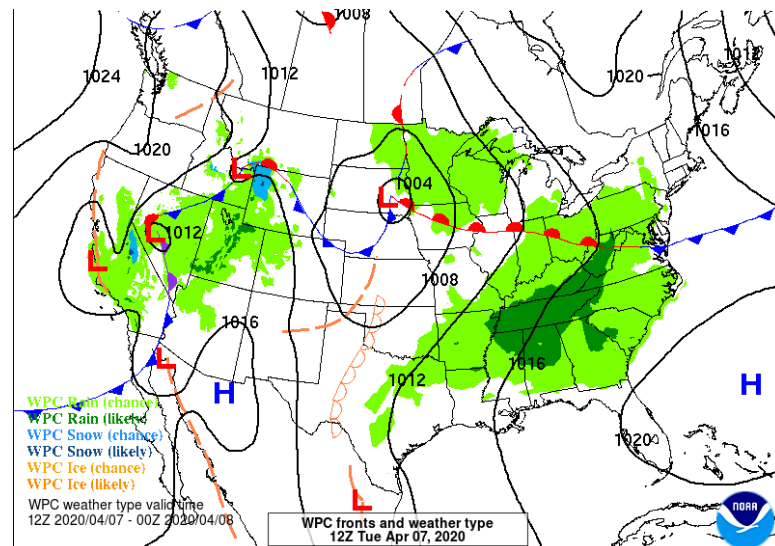 1008
1024
1012
1020
1012
1016
1020
1004
1012
1008
1016
1012
1016
1020
H
H
L
L
L
L
L
L
WPC Rain (chance)
WPC Rain (likely)
WPC Snow (chance)
WPC Snow (likely)
WPC Ice (chance)
WPC Ice (likely)
WPC weather type valid time
12Z 2020/04/07 - 00Z 2020/04/08
WPC fronts and weather type
12Z Tue Apr 07, 2020
NOAA